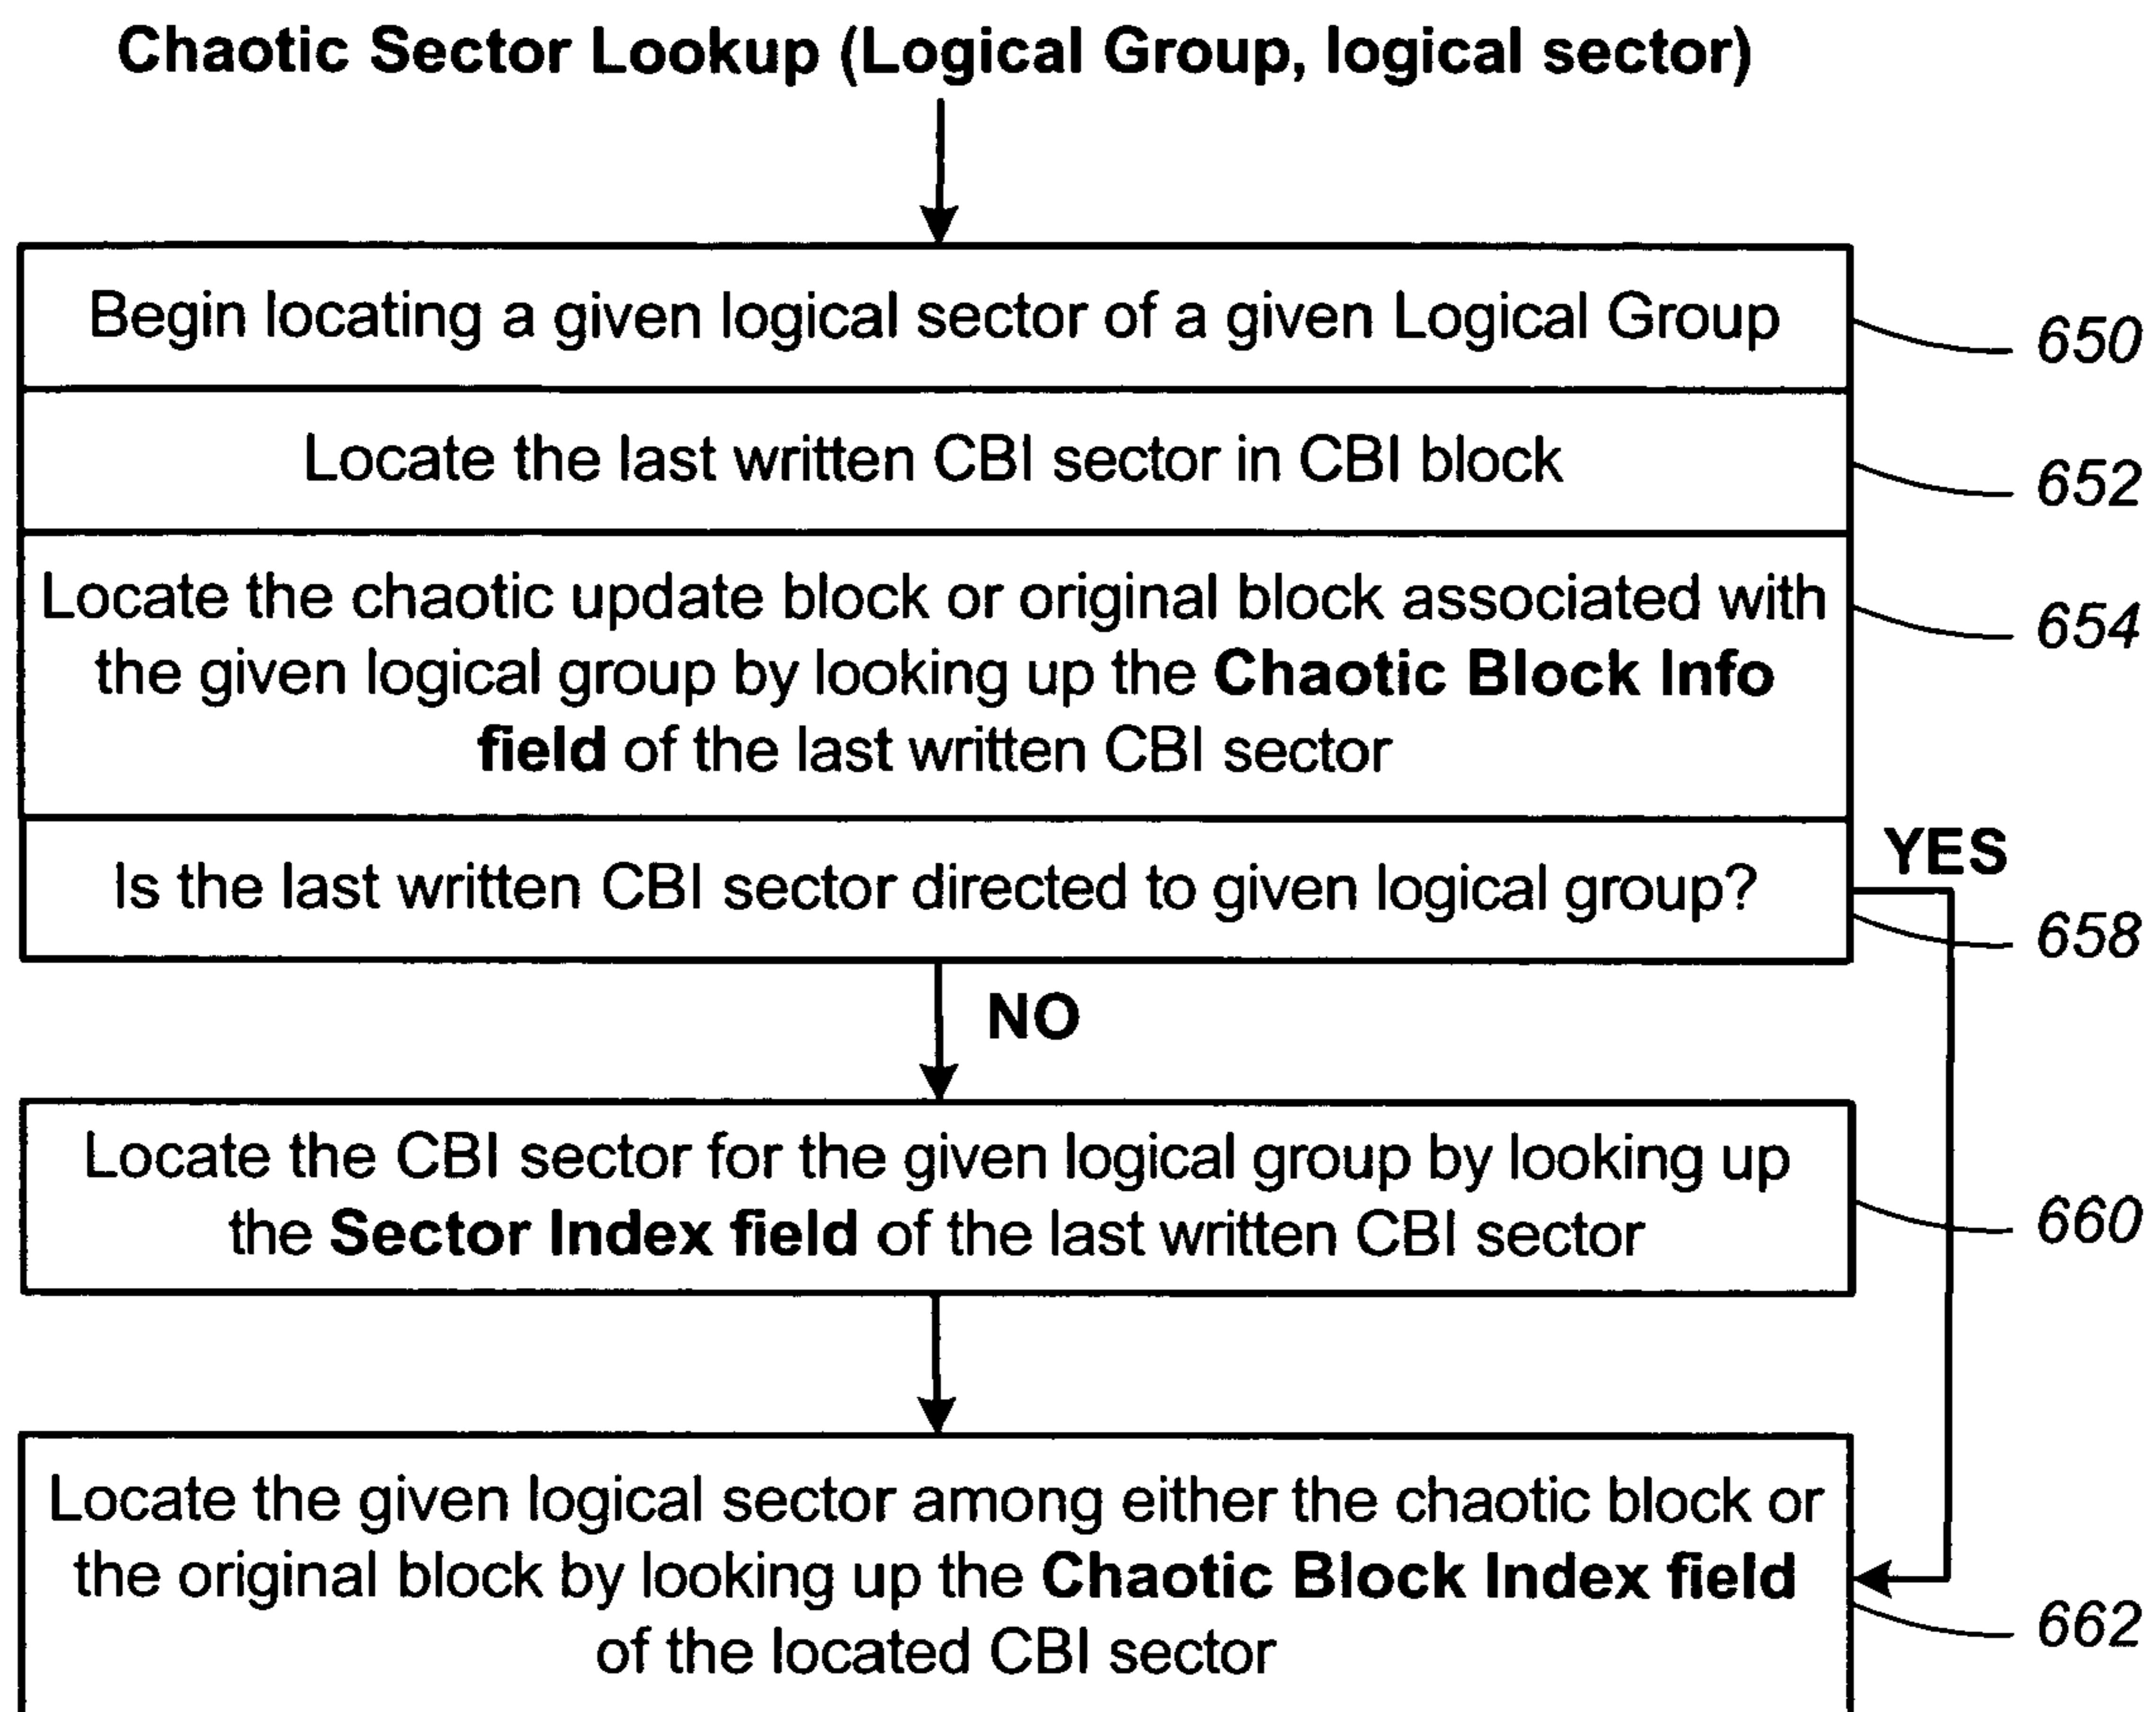 Chaotic Sector Lookup (Logical Group, logical sector)
Begin locating a given logical sector of a given Logical Group
650
Locate the last written CBI sector in CBI block
652
Locate the chaotic update block or original block associated with
the given logical group by looking up the Chaotic Block Info
field of the last written CBI sector
654
Is the last written CBI sector directed to given logical group?
YES
658
NO
Locate the CBI sector for the given logical group by looking up
the Sector Index field of the last written CBI sector
660
Locate the given logical sector among either the chaotic block or
the original block by looking up the Chaotic Block Index field
of the located CBI sector
662